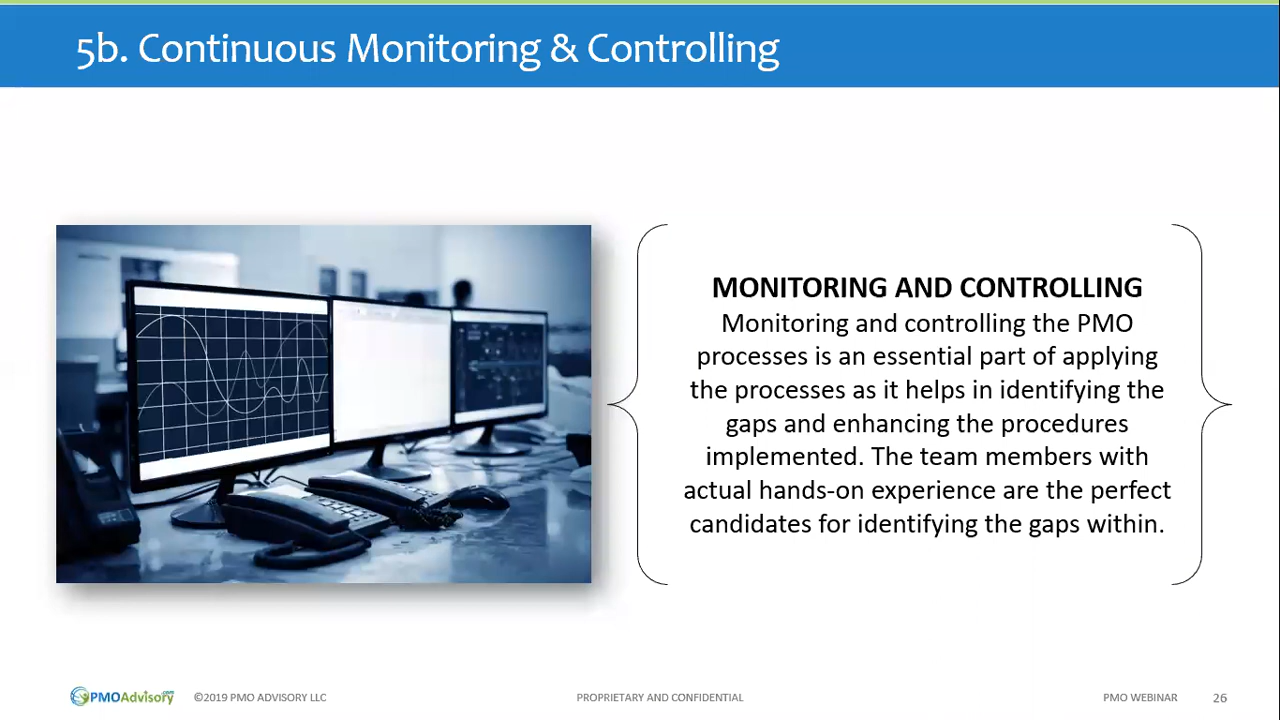 5b. Continuous Monitoring & Controlling
MONITORING AND CONTROLLING
Monitoring and controlling the PMO
processes is an essential part of applying
the processes as it helps in identifying the
gaps and enhancing the procedures
implemented. The team members with
actual hands-on experience are the perfect
candidates for identifying the gaps within.
PMOAdvisory.com
©2019 PMO ADVISORY LLC
PROPRIETARY AND CONFIDENTIAL
PMO WEBINAR
26